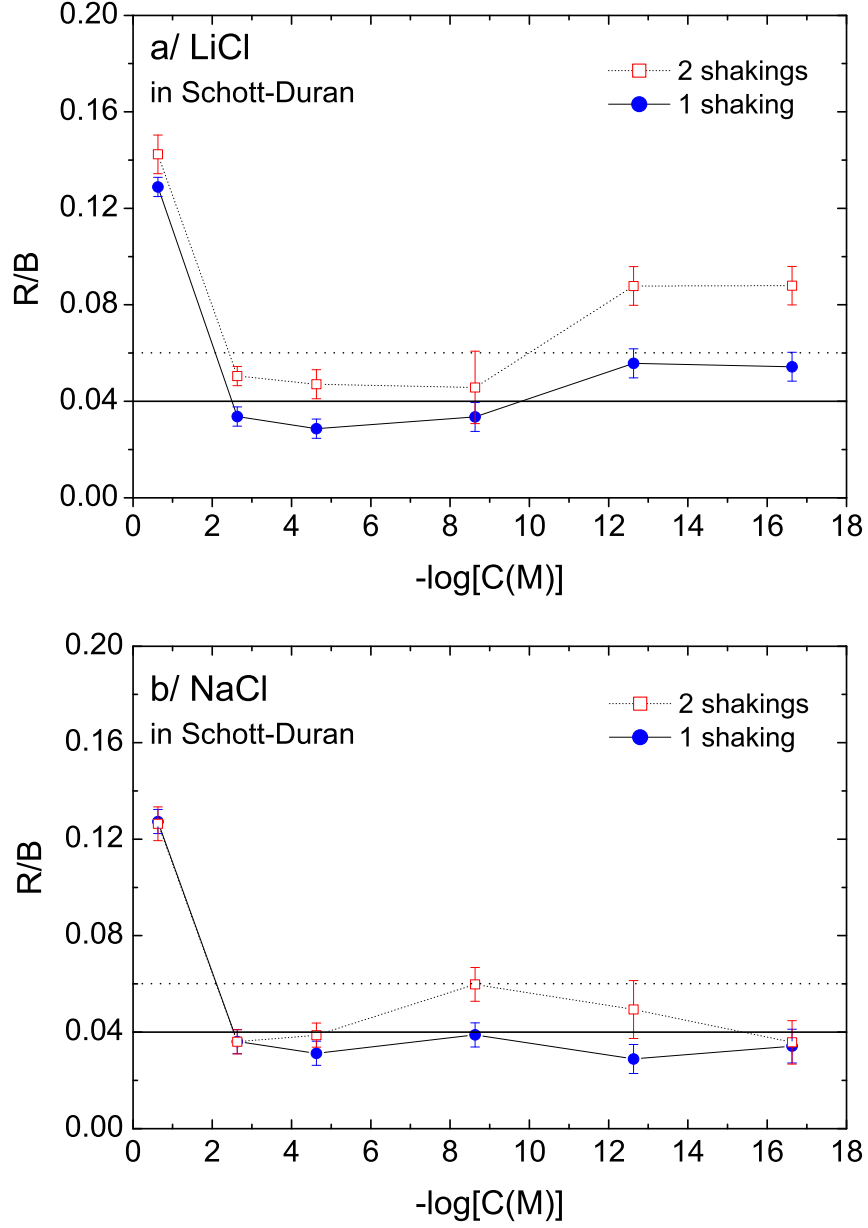 a/ LiCl
in Schott-Duran
2 shakings
1 shaking
R/B
0.20
0.16
0.12
0.08
0.04
0.00
0 2 4 6 8 10 12 14 16 18
-log[C(M)]
b/ NaCl
in Schott-Duran
2 shakings
1 shaking
R/B
0.20
0.16
0.12
0.08
0.04
0.00
0 2 4 6 8 10 12 14 16 18
-log[C(M)]